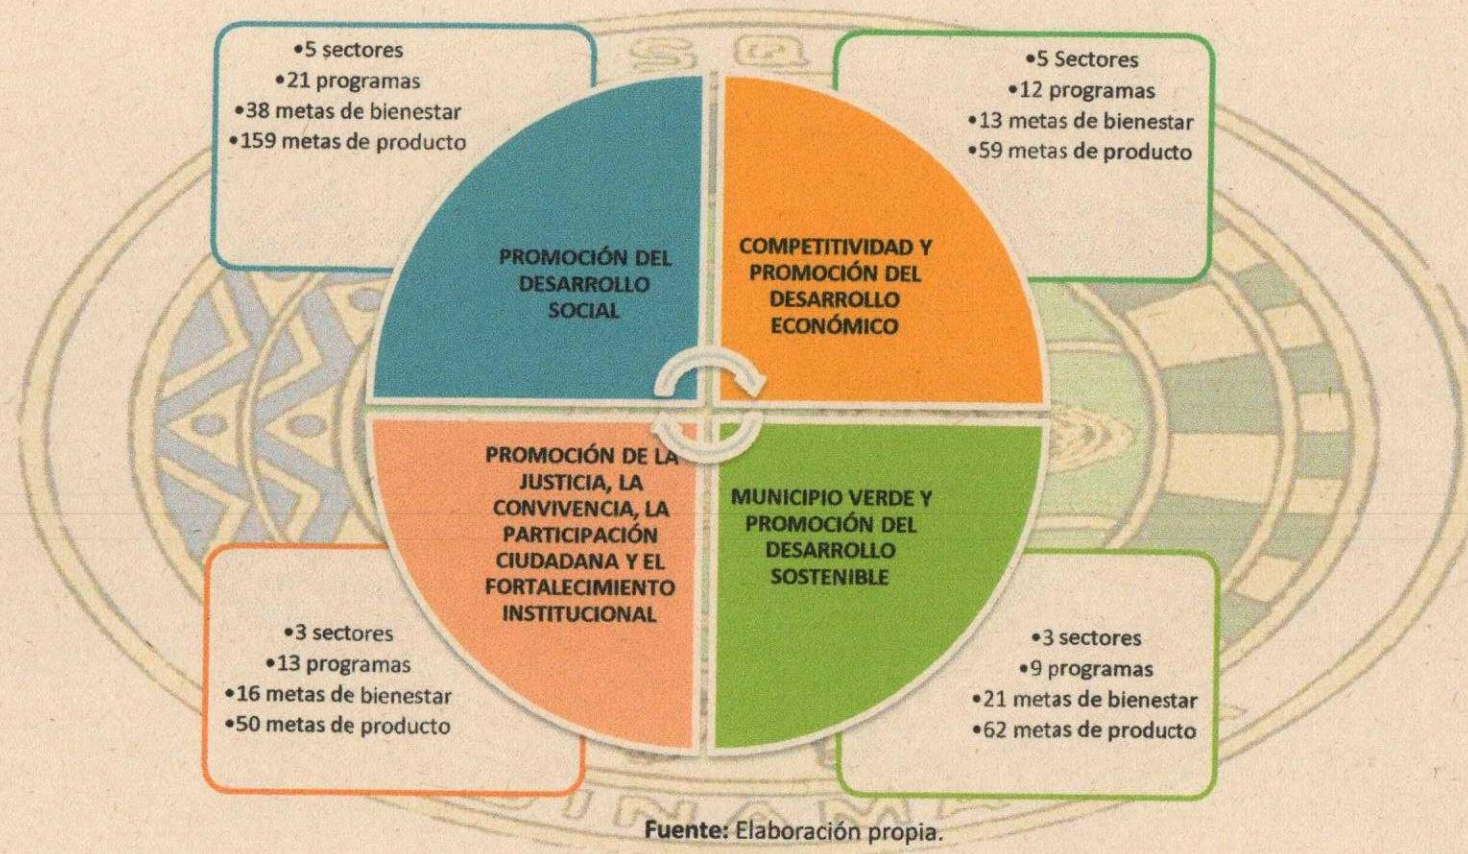 •5 sectores
•21 programas
•38 metas de bienestar
•159 metas de producto
•5 Sectores
•12 programas
•13 metas de bienestar
•59 metas de producto
PROMOCIÓN DEL
DESARROLLO
SOCIAL
COMPETITIVIDAD Y
PROMOCIÓN DEL
DESARROLLO
ECONÓMICO
PROMOCIÓN DE LA
JUSTICIA, LA
CONVIVENCIA, LA
PARTICIPACIÓN
CIUDADANA Y EL
FORTALECIMIENTO
INSTITUCIONAL
MUNICIPIO VERDE Y
PROMOCIÓN DEL
DESARROLLO
SOSTENIBLE
•3 sectores
•13 programas
•16 metas de bienestar
•50 metas de producto
•3 sectores
•9 programas
•21 metas de bienestar
•62 metas de producto
Fuente: Elaboración propia.